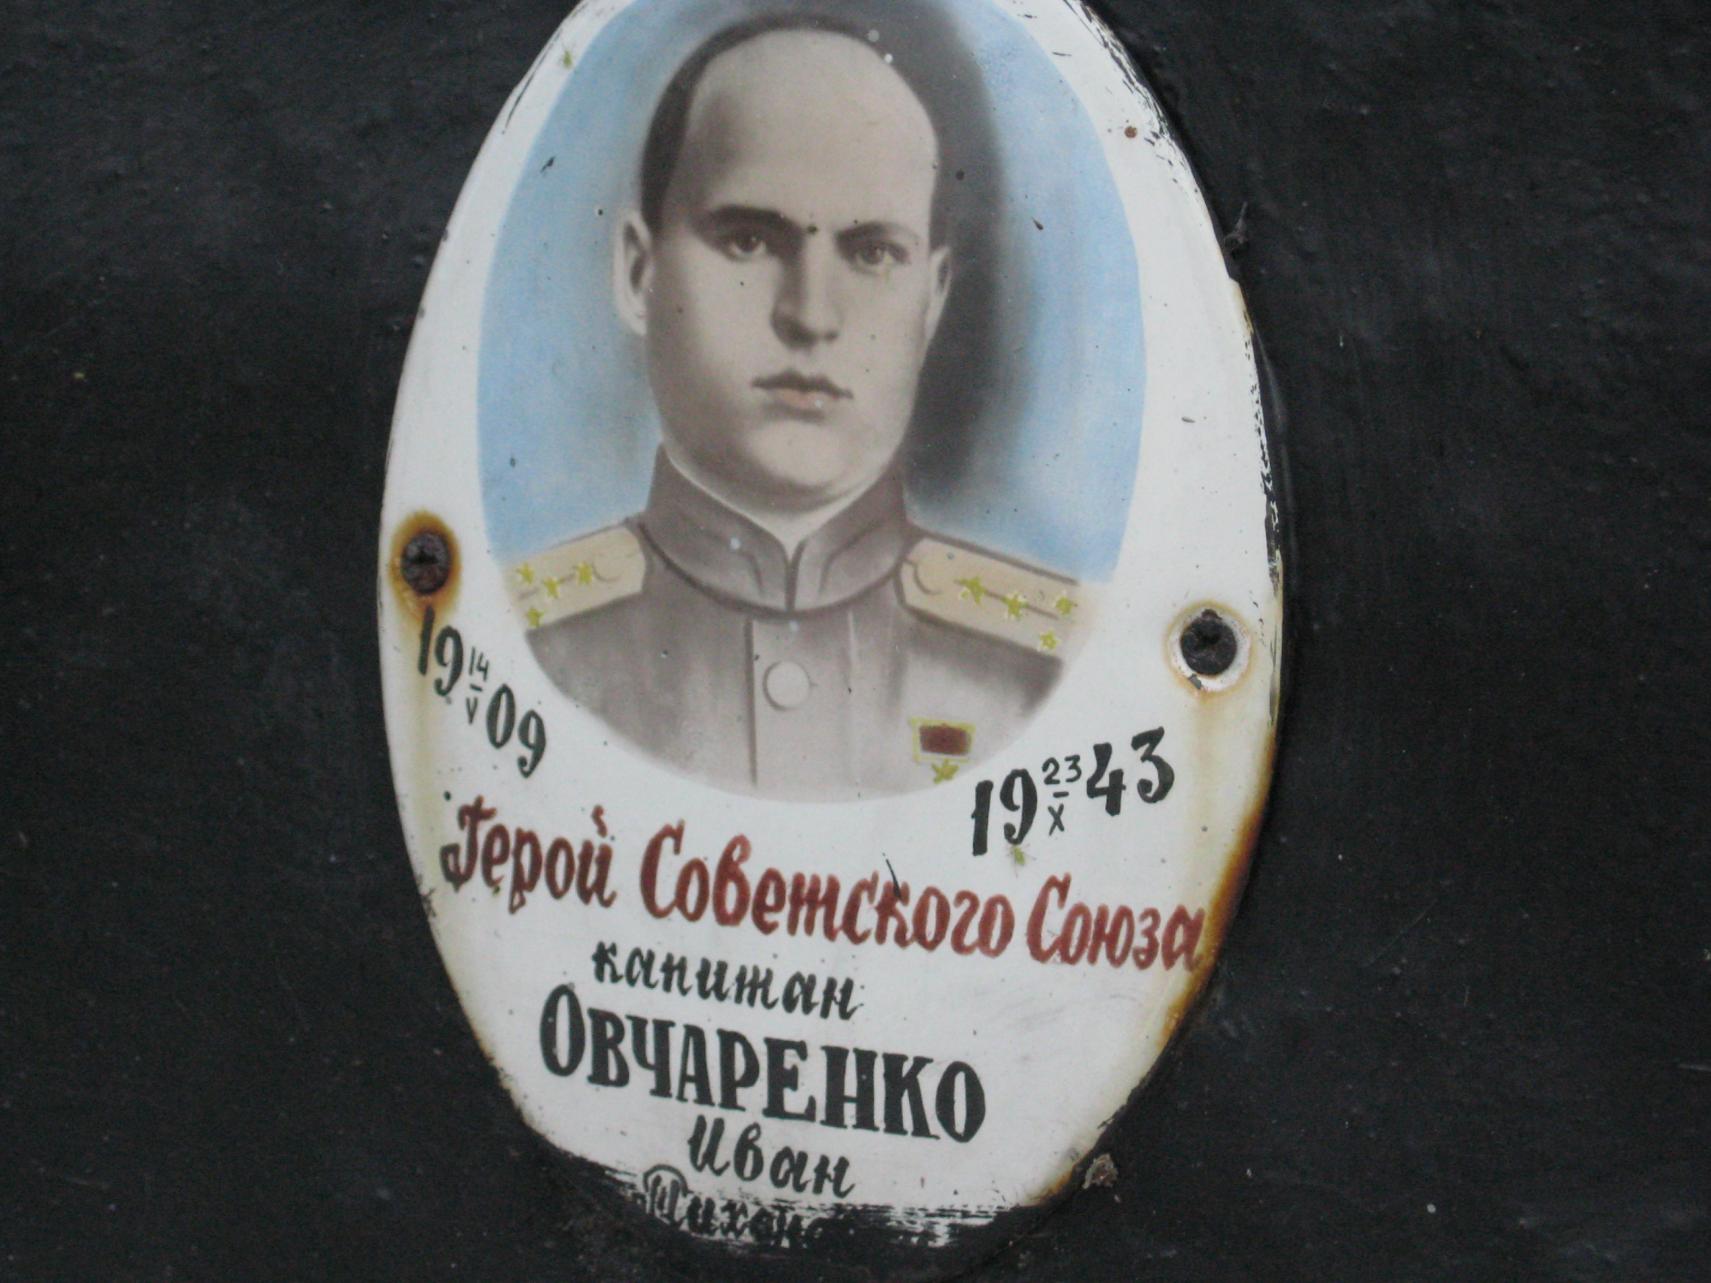 19 14/V 09
19 23/X 43
Герой Советского Союза
капитан
ОВЧАРЕНКО
Иван